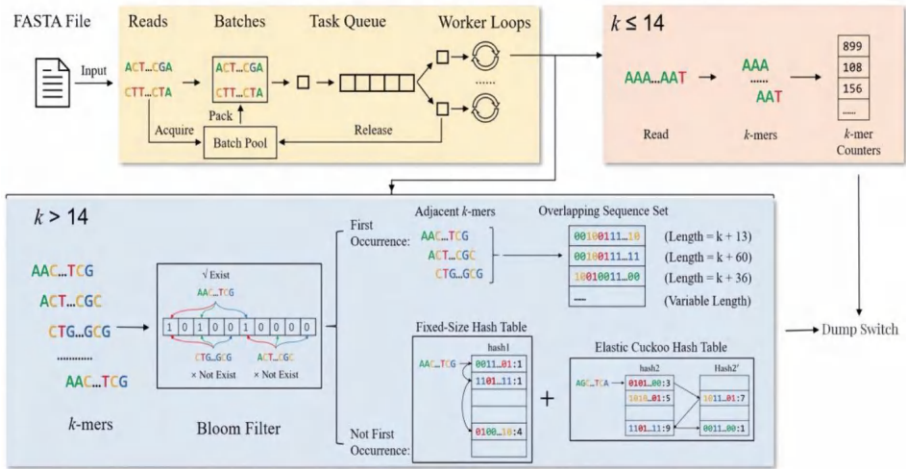 FASTA File
Reads
Batches
Task Queue
Worker Loops
Input
ACT…CGA
CTT…CTA
ACT…CGA
CTT…CTA
......
Pack
Acquire
Release
Batch Pool
k ≤ 14
AAA…AAT
AAA
......
AAT
899
108
156
……
Read
k-mers
k-mer
Counters
k > 14
AAC…TCG
ACT…CGC
CTG…GCG
............
AAC…TCG
k-mers
√ Exist
AAC…TCG
1 0 1 0 0 1 0 0 0 0
CTG…GCG
ACT…CGC
× Not Exist
× Not Exist
Bloom Filter
First
Occurrence:
Adjacent k-mers
AAC…TCG
ACT…CGC
CTG…GCG
Overlapping Sequence Set
00100111…10
(Length = k + 13)
00100111…11
(Length = k + 60)
10010011…00
(Length = k + 36)
(Variable Length)
Not First
Occurrence:
Fixed-Size Hash Table
hash1
AAC…TCG
0011…01:1
1101…11:1
0100…10:4
+
Elastic Cuckoo Hash Table
hash2
Hash2'
AGC…TCA
0101…00:3
1010…01:5
1011…01:7
1101…11:9
0011…00:1
Dump Switch